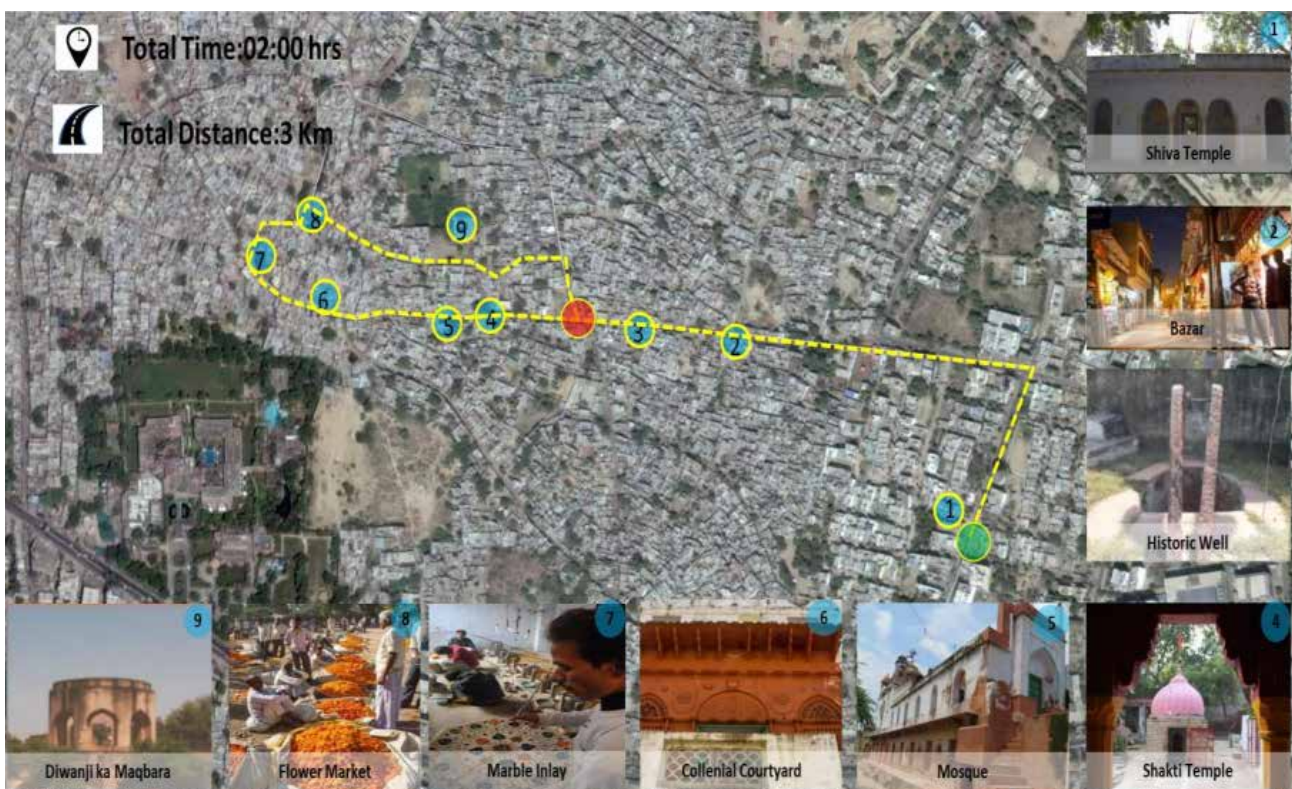 Total Time:02:00 hrs
Total Distance:3 Km
1
Shiva Temple
2
Bazar
Historic Well
8
9
7
6
5
4
3
2
1
9
Diwanji ka Maqbara
8
Flower Market
7
Marble Inlay
6
Collenial Courtyard
5
Mosque
4
Shakti Temple